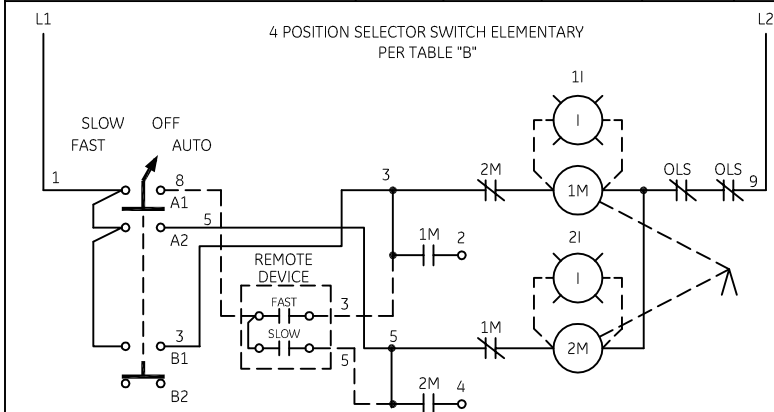 L1
L2
4 POSITION SELECTOR SWITCH ELEMENTARY
PER TABLE "B"
1I
SLOW OFF
FAST AUTO
I
1 8 3 2M 1M OLS OLS 9
A1
5
A2
1M 2
2I
REMOTE
DEVICE
I
FAST 3
3 SLOW 5 5 1M 2M
B1
2M 4
B2